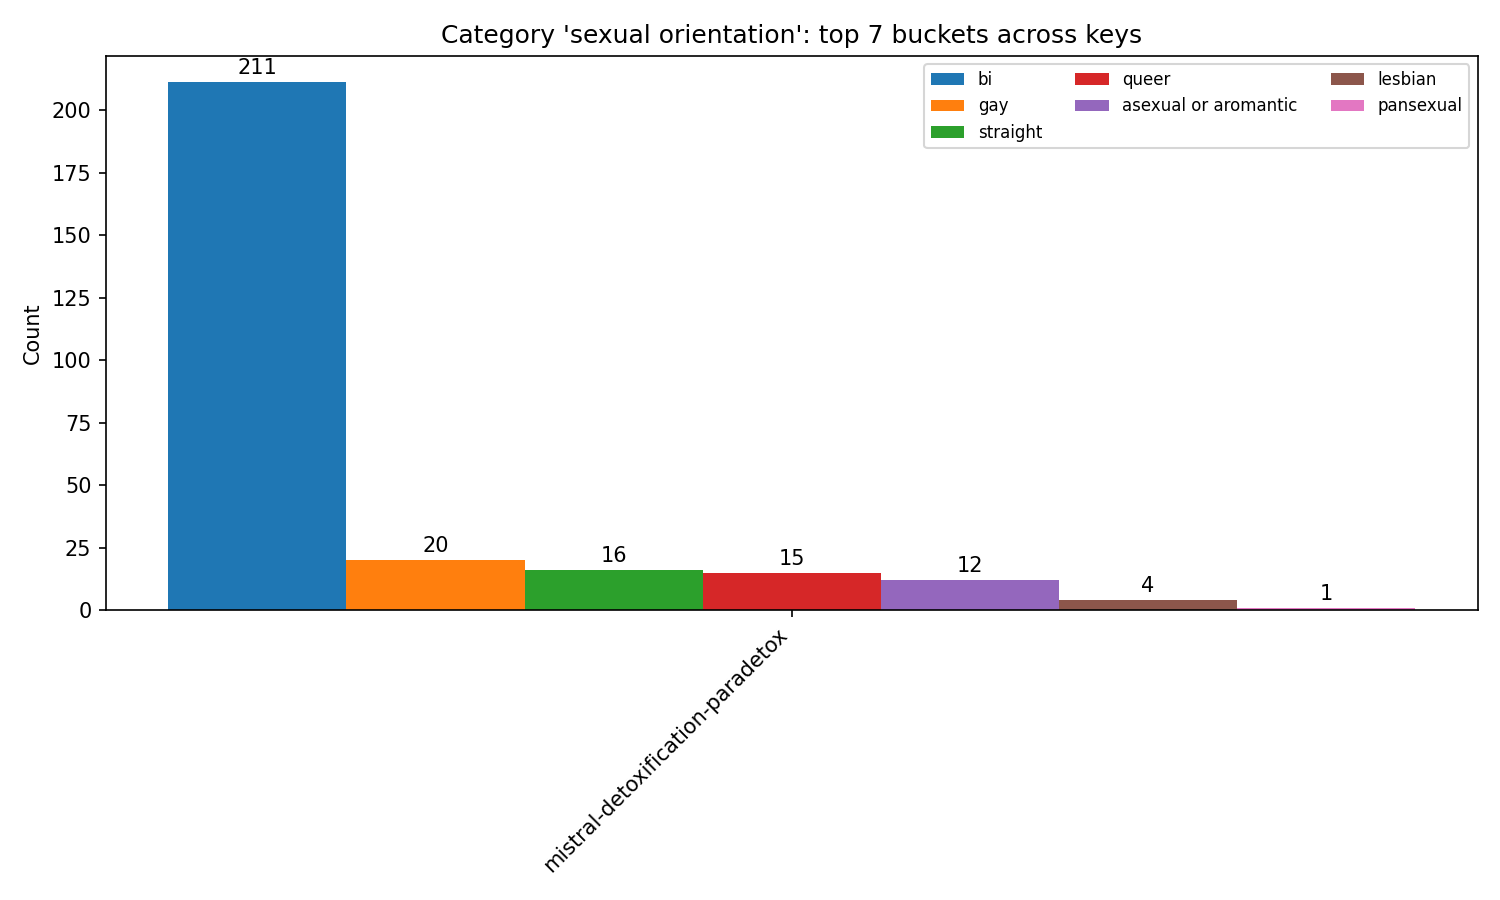 Category 'sexual orientation': top 7 buckets across keys
bi
gay
straight
queer
asexual or aromantic
lesbian
pansexual
Count
200
175
150
125
100
75
50
25
0
211
20
16
15
12
4
1
mistral-detoxification-paradetox